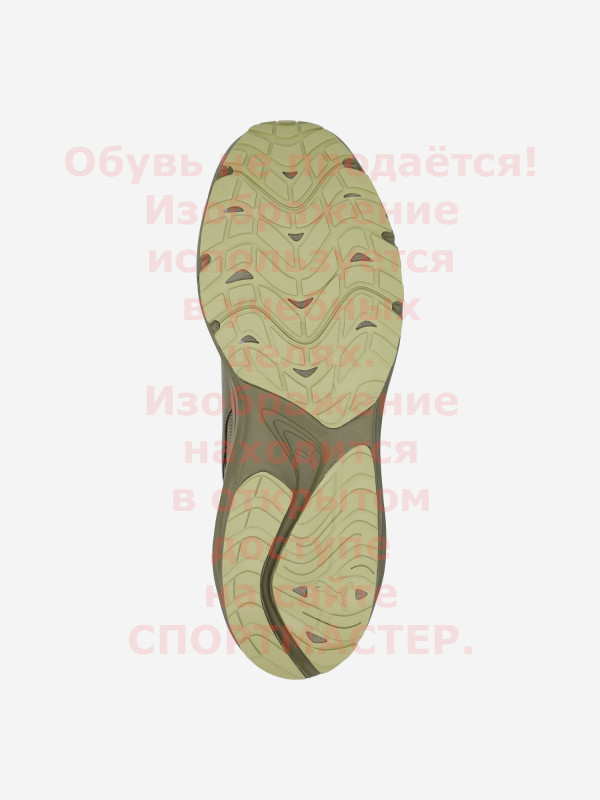 Обувь не продаётся!
Изображение
используется
в учебных
целях.
Изображение
находится
в открытом
доступе
на сайте
СПОРТМАСТЕР.